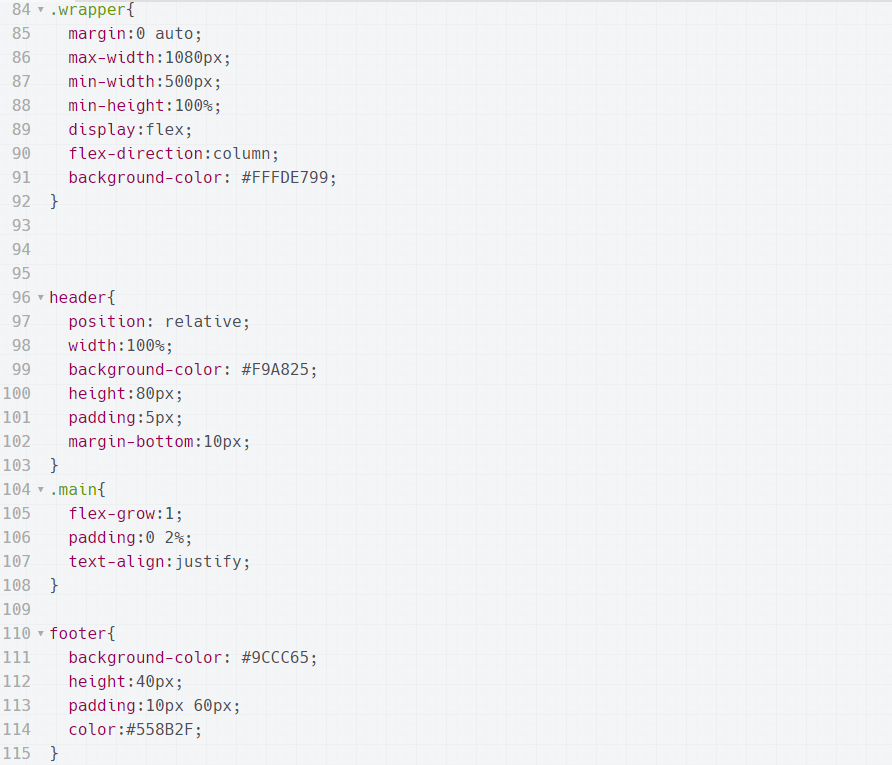 84 .wrapper{
85 margin:0 auto;
86 max-width:1080px;
87 min-width:500px;
88 min-height:100%;
89 display:flex;
90 flex-direction:column;
91 background-color: #FFFDE799;
92 }
93
94
95
96 header{
97 position: relative;
98 width:100%;
99 background-color: #F9A825;
100 height:80px;
101 padding:5px;
102 margin-bottom:10px;
103 }
104 .main{
105 flex-grow:1;
106 padding:0 2%;
107 text-align:justify;
108 }
109
110 footer{
111 background-color: #9CCC65;
112 height:40px;
113 padding:10px 60px;
114 color:#558B2F;
115 }